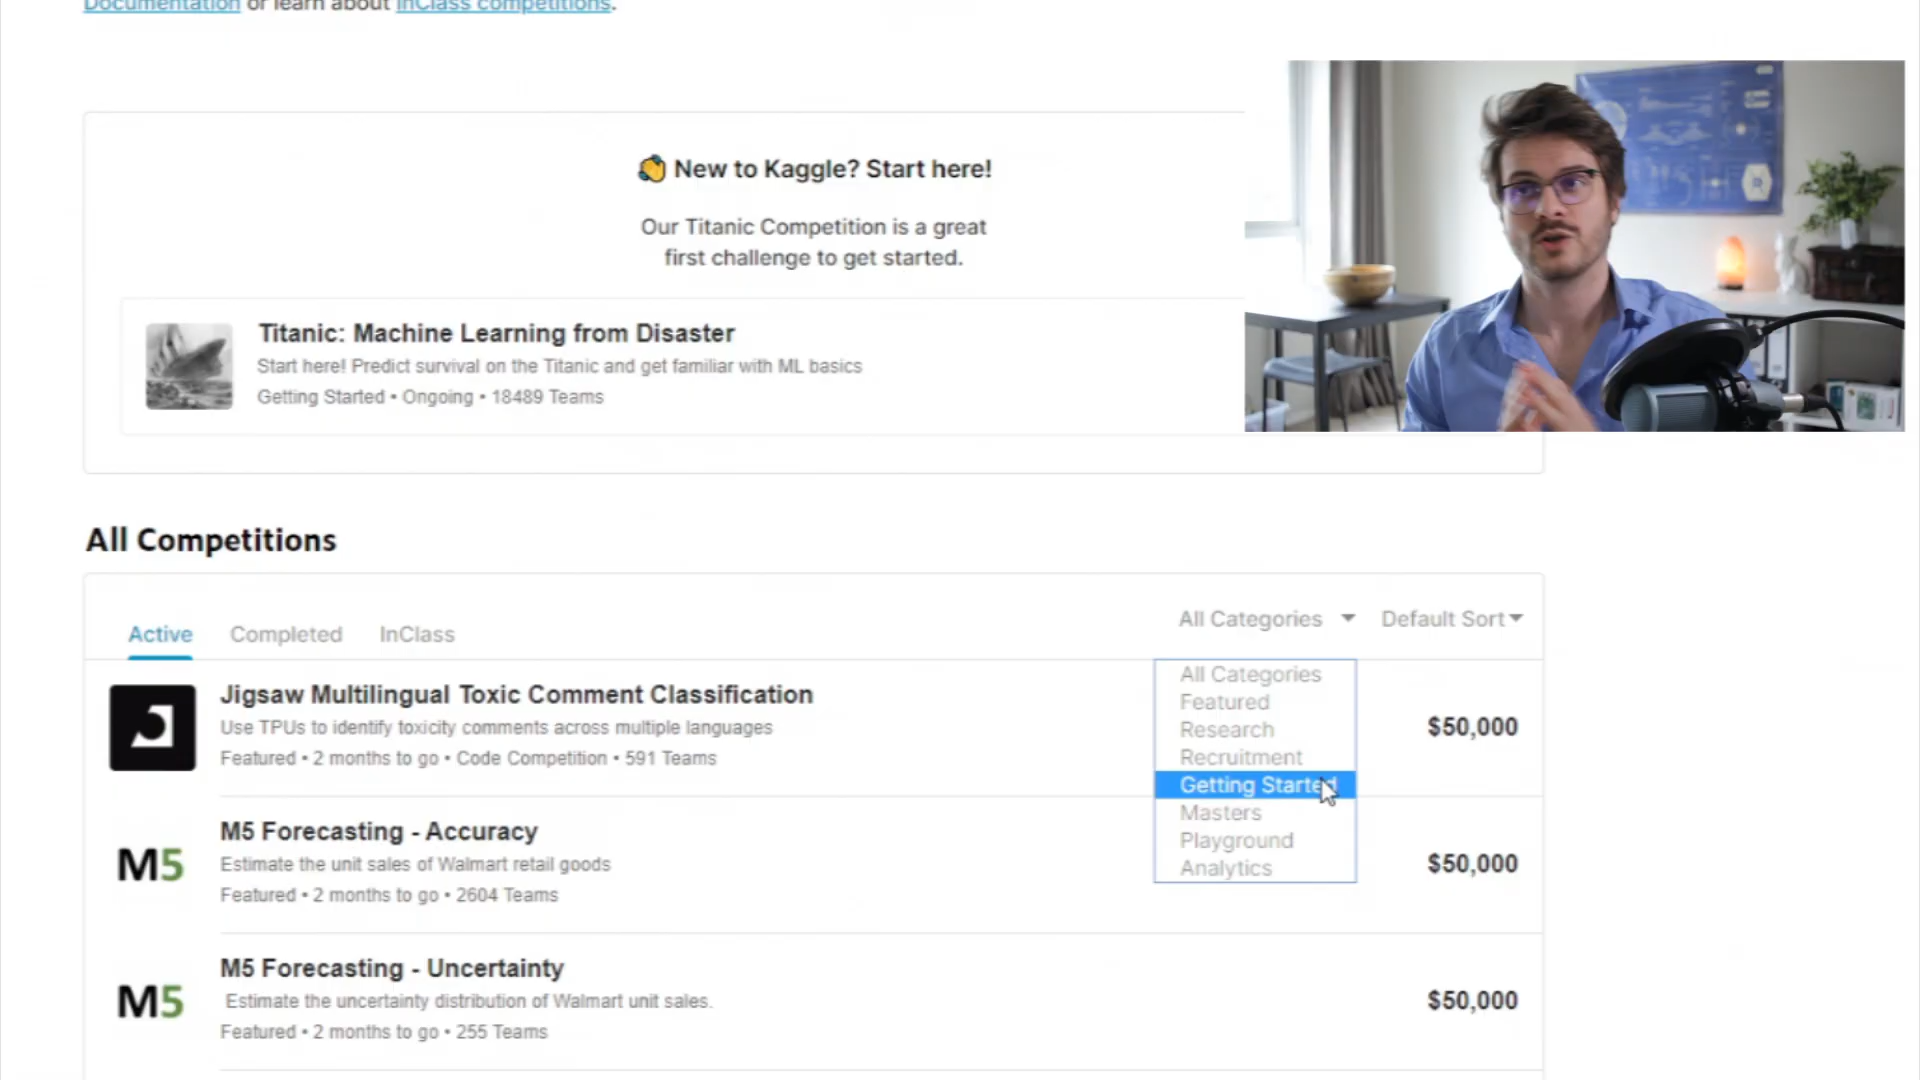 Documentation or learn about InClass competitions.
New to Kaggle? Start here!
Our Titanic Competition is a great
first challenge to get started.
Titanic: Machine Learning from Disaster
Start here! Predict survival on the Titanic and get familiar with ML basics
Getting Started • Ongoing • 18489 Teams
All Competitions
Active Completed InClass
All Categories Default Sort
All Categories
Featured
Research
Recruitment
Getting Started
Masters
Playground
Analytics
Jigsaw Multilingual Toxic Comment Classification
Use TPUs to identify toxicity comments across multiple languages
Featured • 2 months to go • Code Competition • 591 Teams
$50,000
M5
M5 Forecasting - Accuracy
Estimate the unit sales of Walmart retail goods
Featured • 2 months to go • 2604 Teams
$50,000
M5
M5 Forecasting - Uncertainty
Estimate the uncertainty distribution of Walmart unit sales.
Featured • 2 months to go • 255 Teams
$50,000